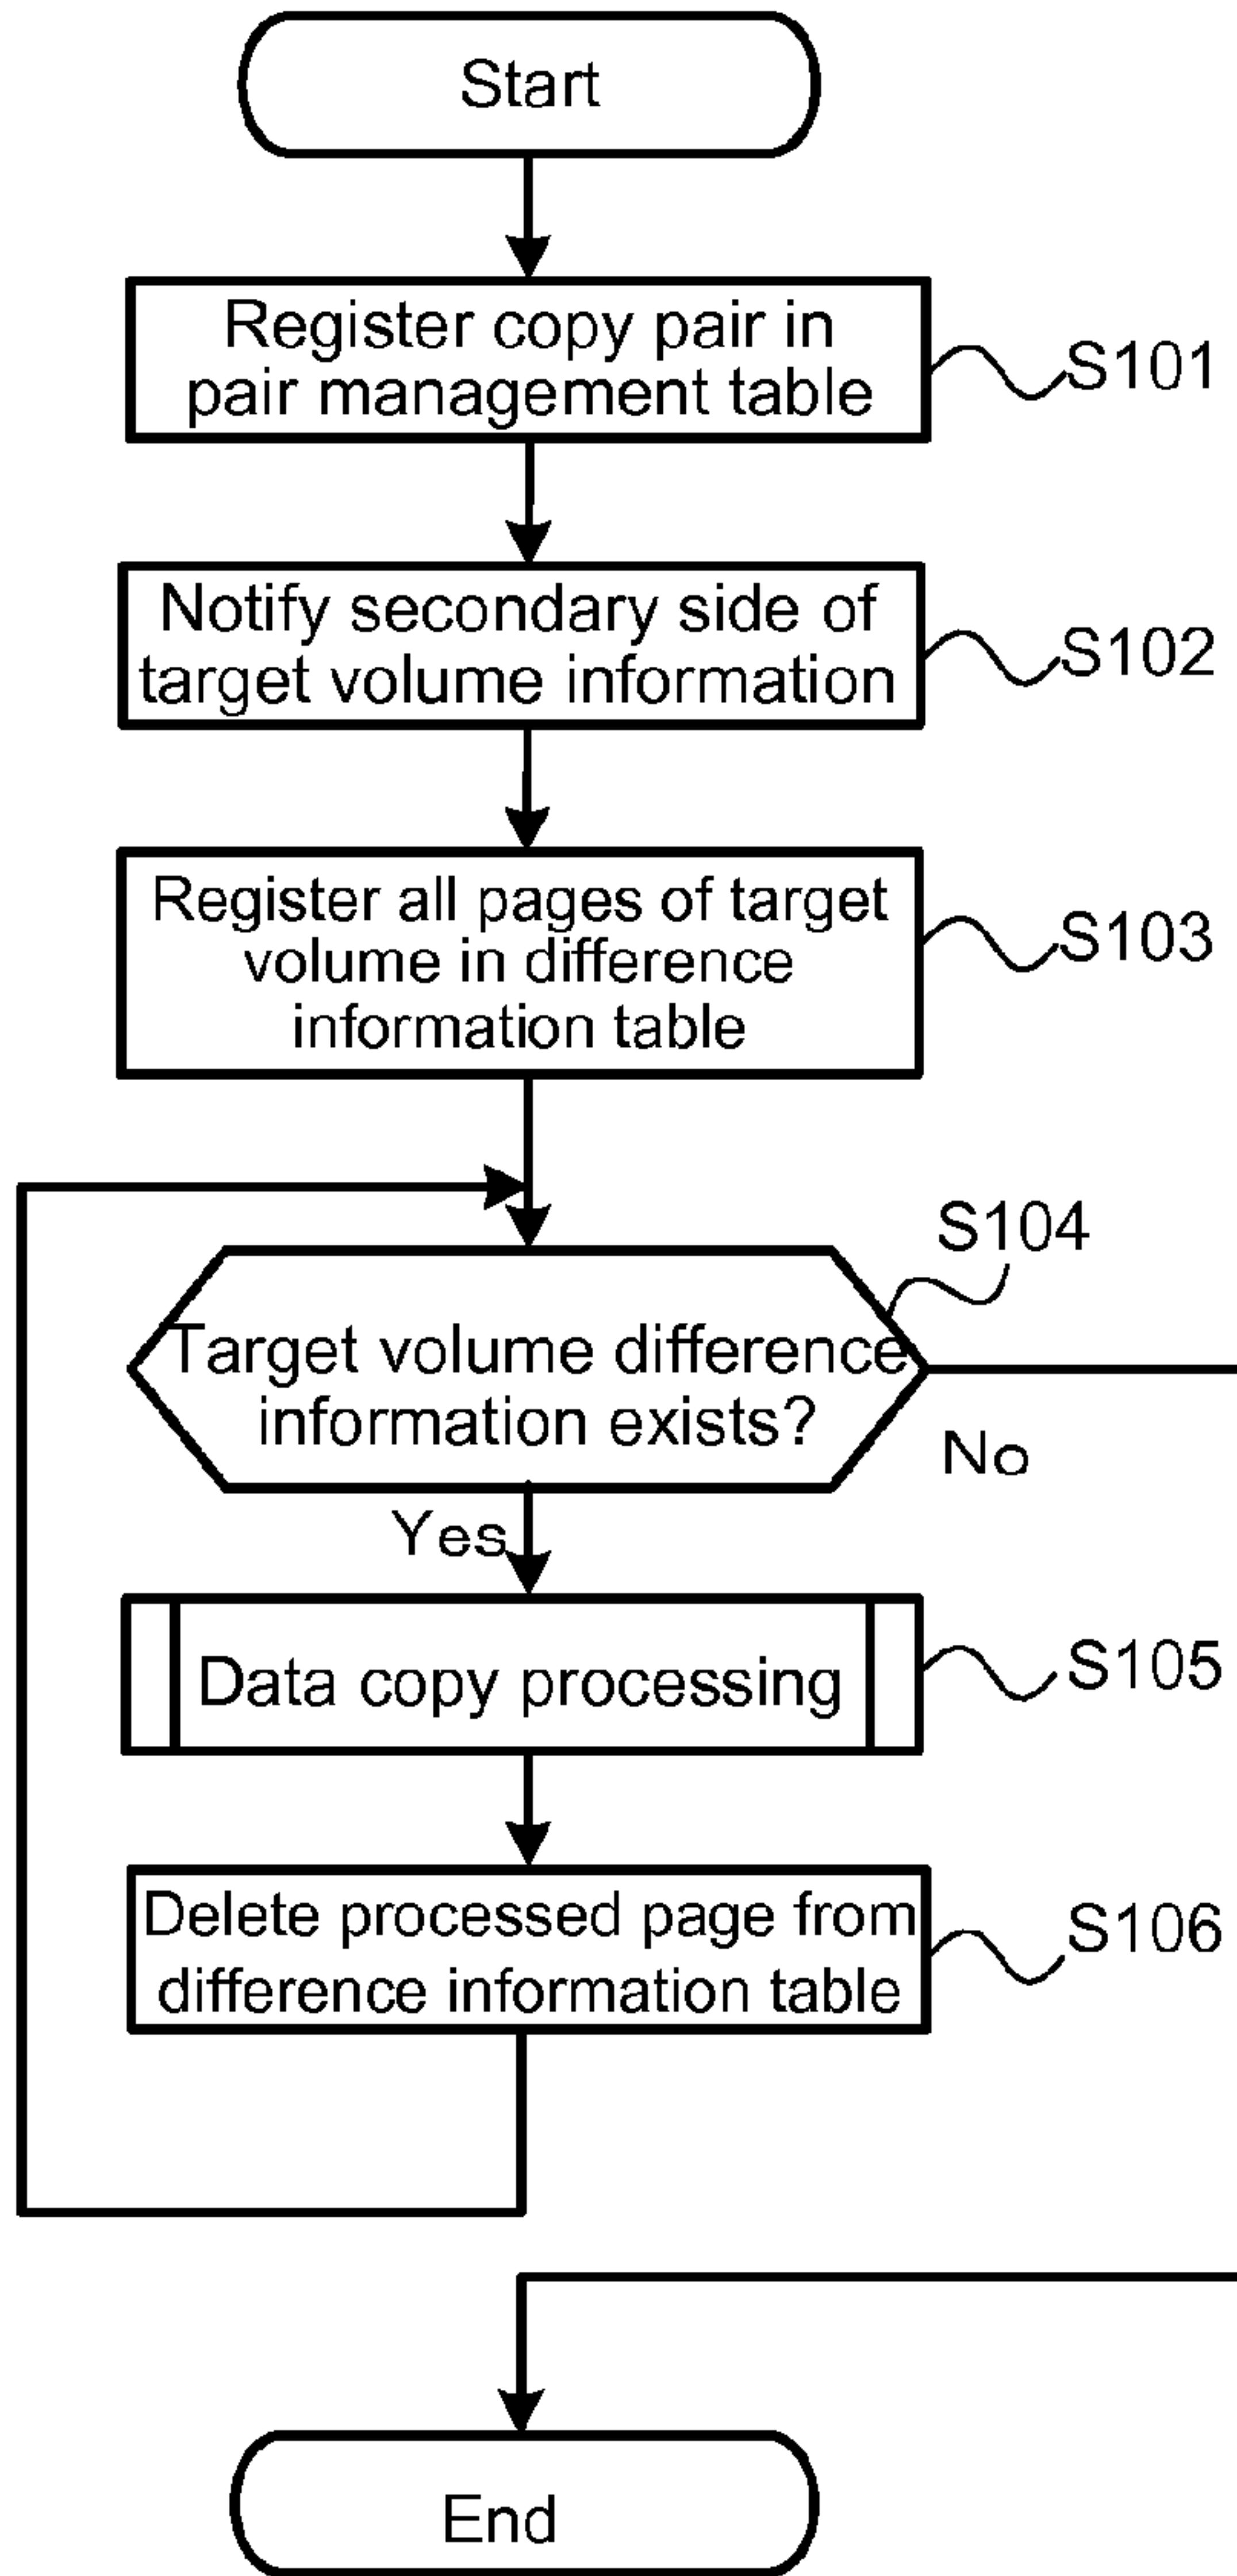 Start
Register copy pair in
pair management table
S101
Notify secondary side of
target volume information
S102
Register all pages of target
volume in difference
information table
S103
S104
Target volume difference
information exists?
No
Yes
Data copy processing
S105
Delete processed page from
difference information table
S106
End